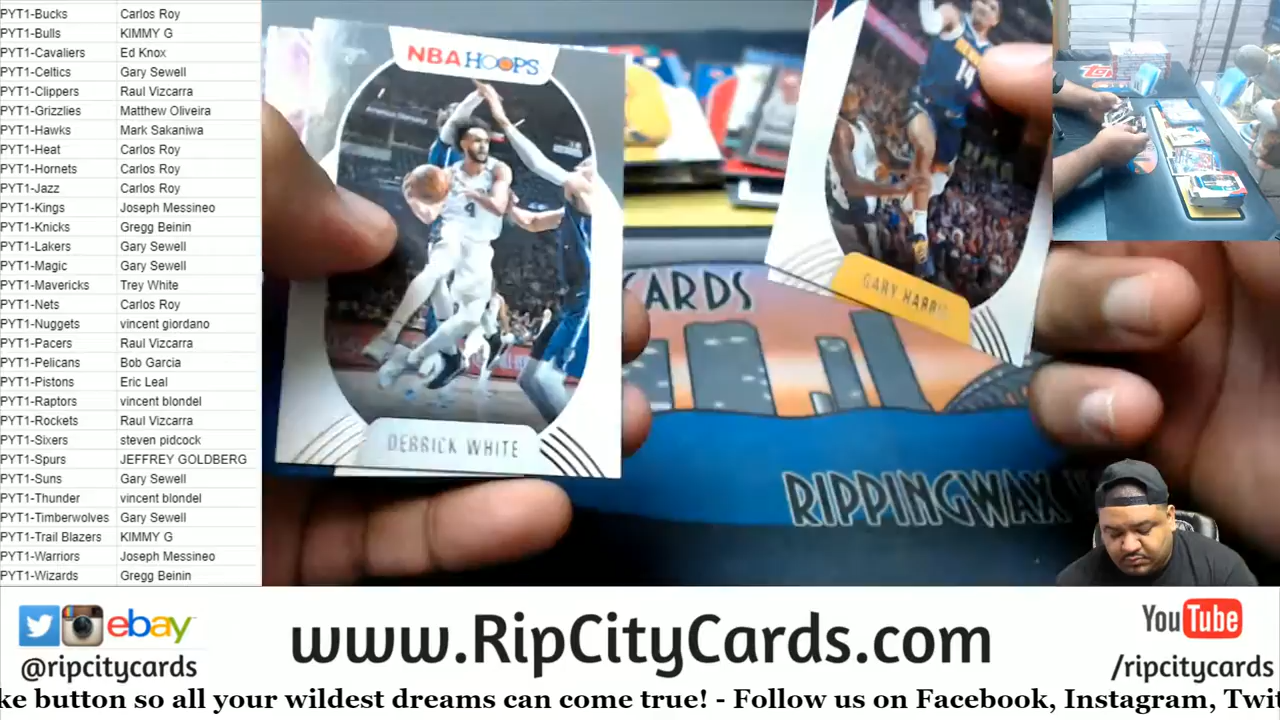 PYT1-Bucks Carlos Roy
PYT1-Bulls KIMMY G
PYT1-Cavaliers Ed Knox
PYT1-Celtics Gary Sewell
PYT1-Clippers Raul Vizcarra
PYT1-Grizzlies Matthew Oliveira
PYT1-Hawks Mark Sakaniwa
PYT1-Heat Carlos Roy
PYT1-Hornets Carlos Roy
PYT1-Jazz Carlos Roy
PYT1-Kings Joseph Messineo
PYT1-Knicks Gregg Beinin
PYT1-Lakers Gary Sewell
PYT1-Magic Gary Sewell
PYT1-Mavericks Trey White
PYT1-Nets Carlos Roy
PYT1-Nuggets vincent giordano
PYT1-Pacers Raul Vizcarra
PYT1-Pelicans Bob Garcia
PYT1-Pistons Eric Leal
PYT1-Raptors vincent blondel
PYT1-Rockets Raul Vizcarra
PYT1-Sixers steven pidcock
PYT1-Spurs JEFFREY GOLDBERG
PYT1-Suns Gary Sewell
PYT1-Thunder vincent blondel
PYT1-Timberwolves Gary Sewell
PYT1-Trail Blazers KIMMY G
PYT1-Warriors Joseph Messineo
PYT1-Wizards Gregg Beinin
NBA HOOPS
4
DERRICK WHITE
14
GARY HARRIS
CARDS
RIPPINGWAX
Topps
ebay
@ripcitycards
www.RipCityCards.com
YouTube
/ripcitycards
ke button so all your wildest dreams can come true! - Follow us on Facebook, Instagram, Twit